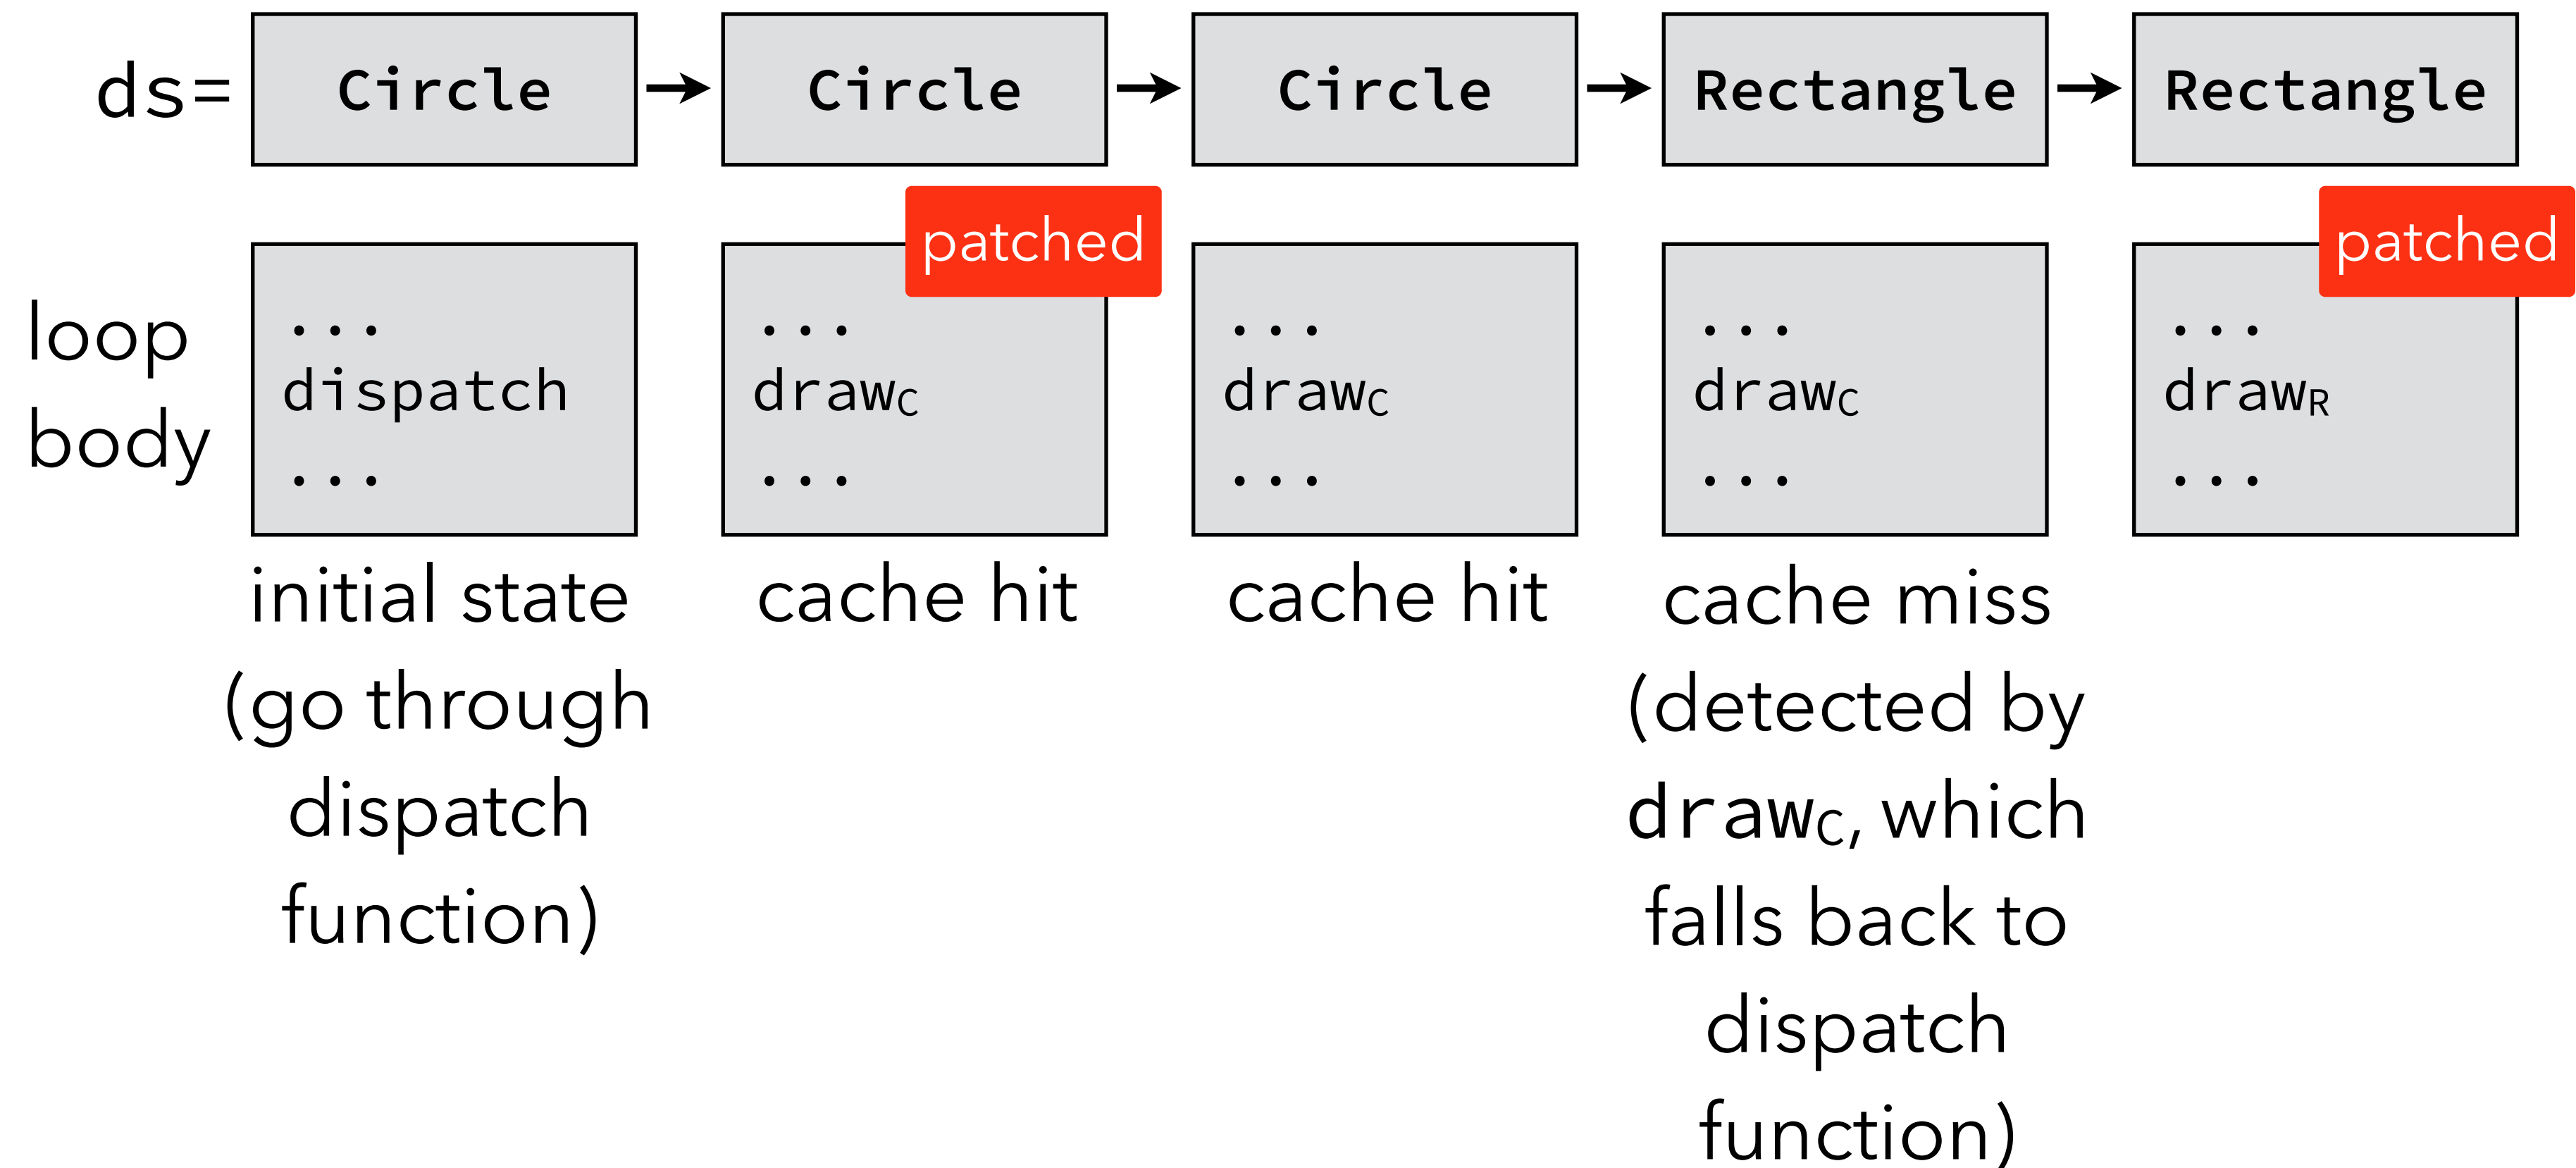 ds= Circle → Circle → Circle → Rectangle → Rectangle
patched patched
loop
body
...
dispatch
...
...
drawC
...
...
drawC
...
...
drawC
...
...
drawR
...
initial state
(go through
dispatch
function)
cache hit
cache hit
cache miss
(detected by
drawC, which
falls back to
dispatch
function)